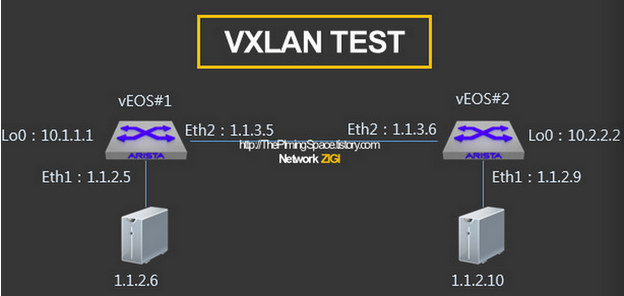 VXLAN TEST
vEOS#1
vEOS#2
Lo0 : 10.1.1.1
Eth2 : 1.1.3.5
Eth2 : 1.1.3.6
Lo0 : 10.2.2.2
ARISTA
ARISTA
http://ThePlmingSpace.tistory.com
Network ZIGI
Eth1 : 1.1.2.5
Eth1 : 1.1.2.9
1.1.2.6
1.1.2.10